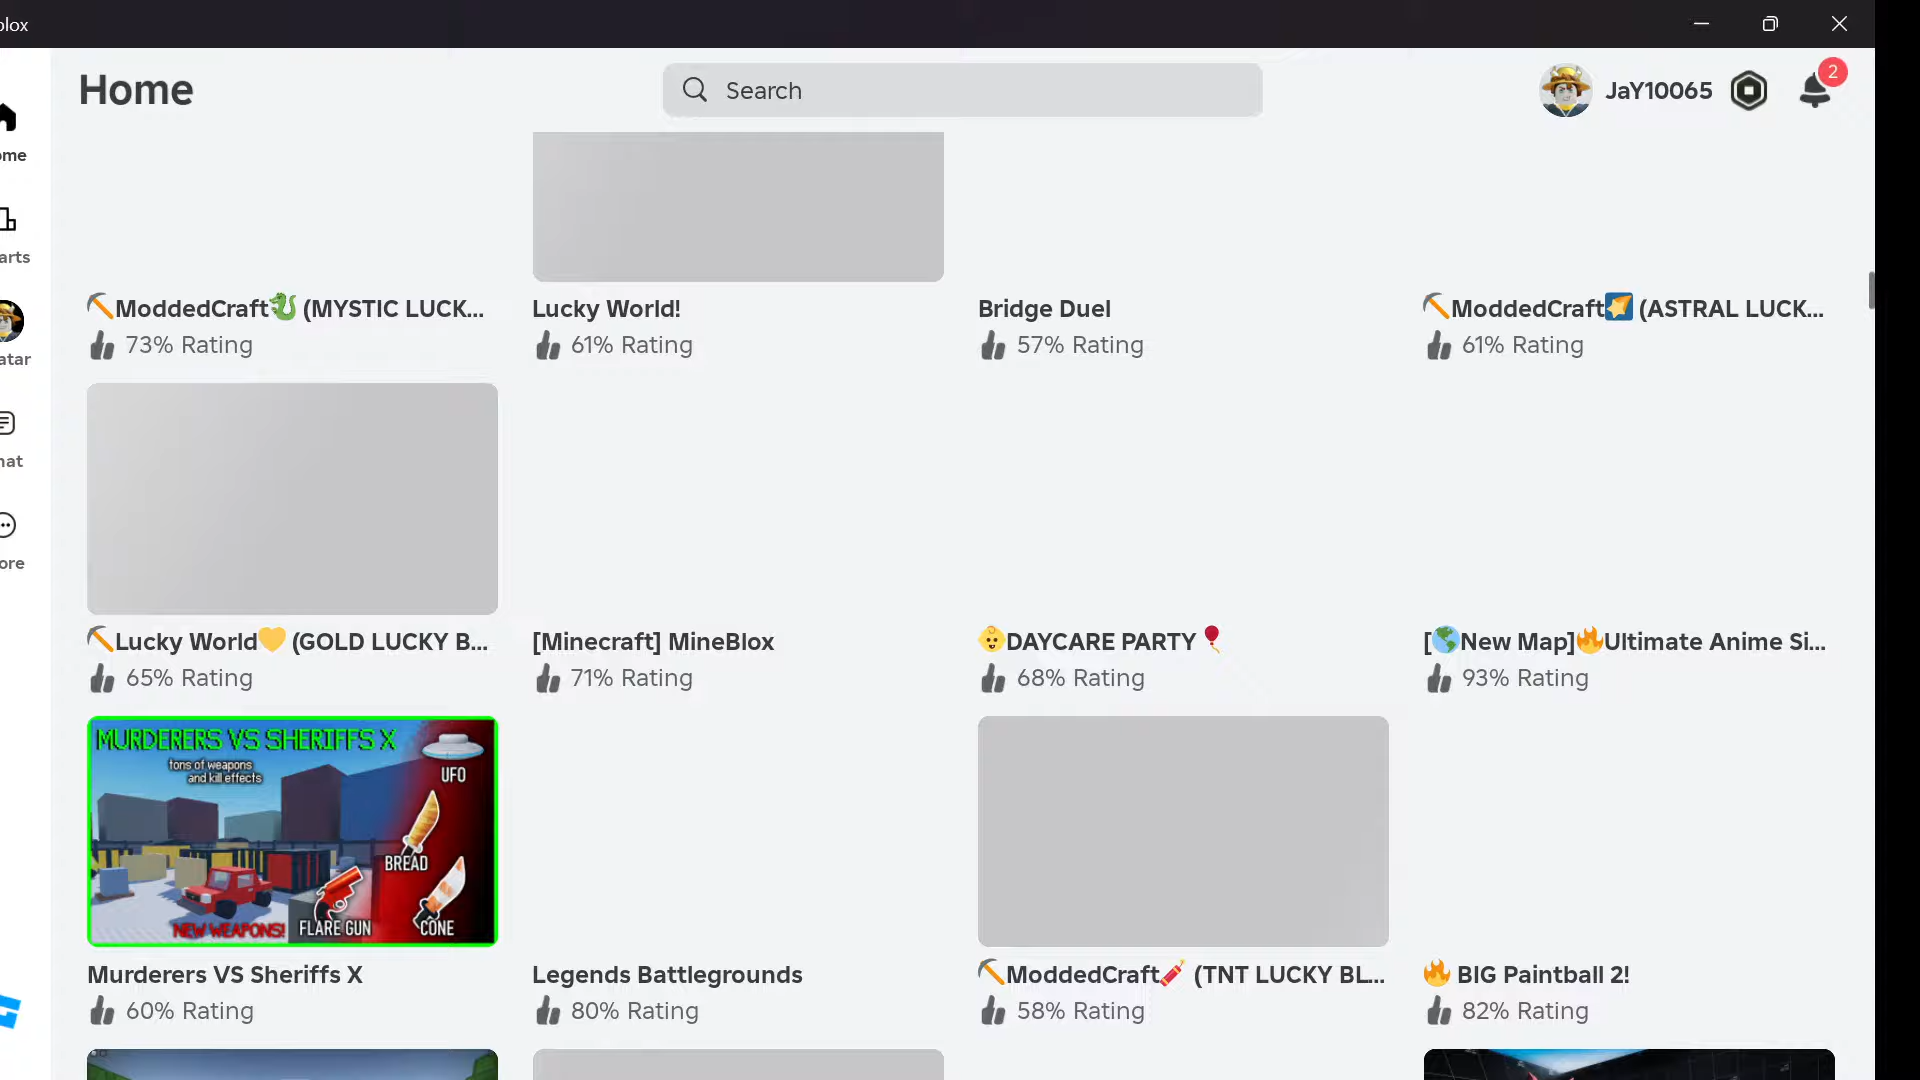 blox
Home
Search
JaY10065
2
ome
arts
atar
hat
ore
ModdedCraft (MYSTIC LUCK...
73% Rating
Lucky World!
61% Rating
Bridge Duel
57% Rating
ModdedCraft (ASTRAL LUCK...
61% Rating
Lucky World (GOLD LUCKY B...
65% Rating
[Minecraft] MineBlox
71% Rating
DAYCARE PARTY
68% Rating
[🌎New Map]🔥Ultimate Anime Si...
93% Rating
MURDERERS VS SHERIFFS X
tons of weapons
and kill effects
UFO
BREAD
NEW WEAPONS!
FLARE GUN
CONE
Murderers VS Sheriffs X
60% Rating
Legends Battlegrounds
80% Rating
ModdedCraft (TNT LUCKY BL...
58% Rating
BIG Paintball 2!
82% Rating